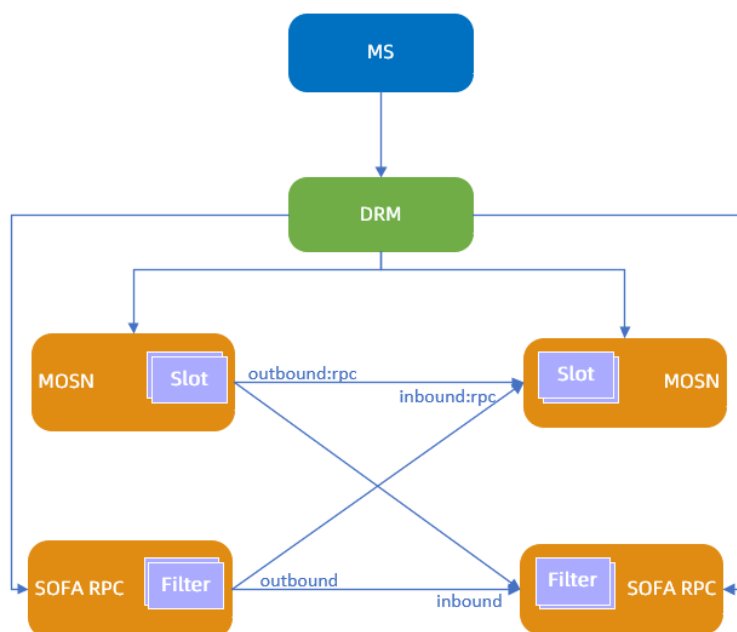 MS
DRM
MOSN
Slot
outbound:rpc
inbound:rpc
Slot
MOSN
SOFA RPC
Filter
outbound
inbound
Filter
SOFA RPC